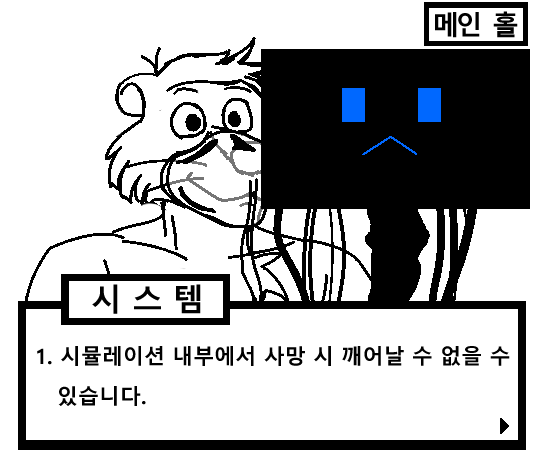 메인 홀
시스템
1. 시뮬레이션 내부에서 사망 시 깨어날 수 없을 수
있습니다.